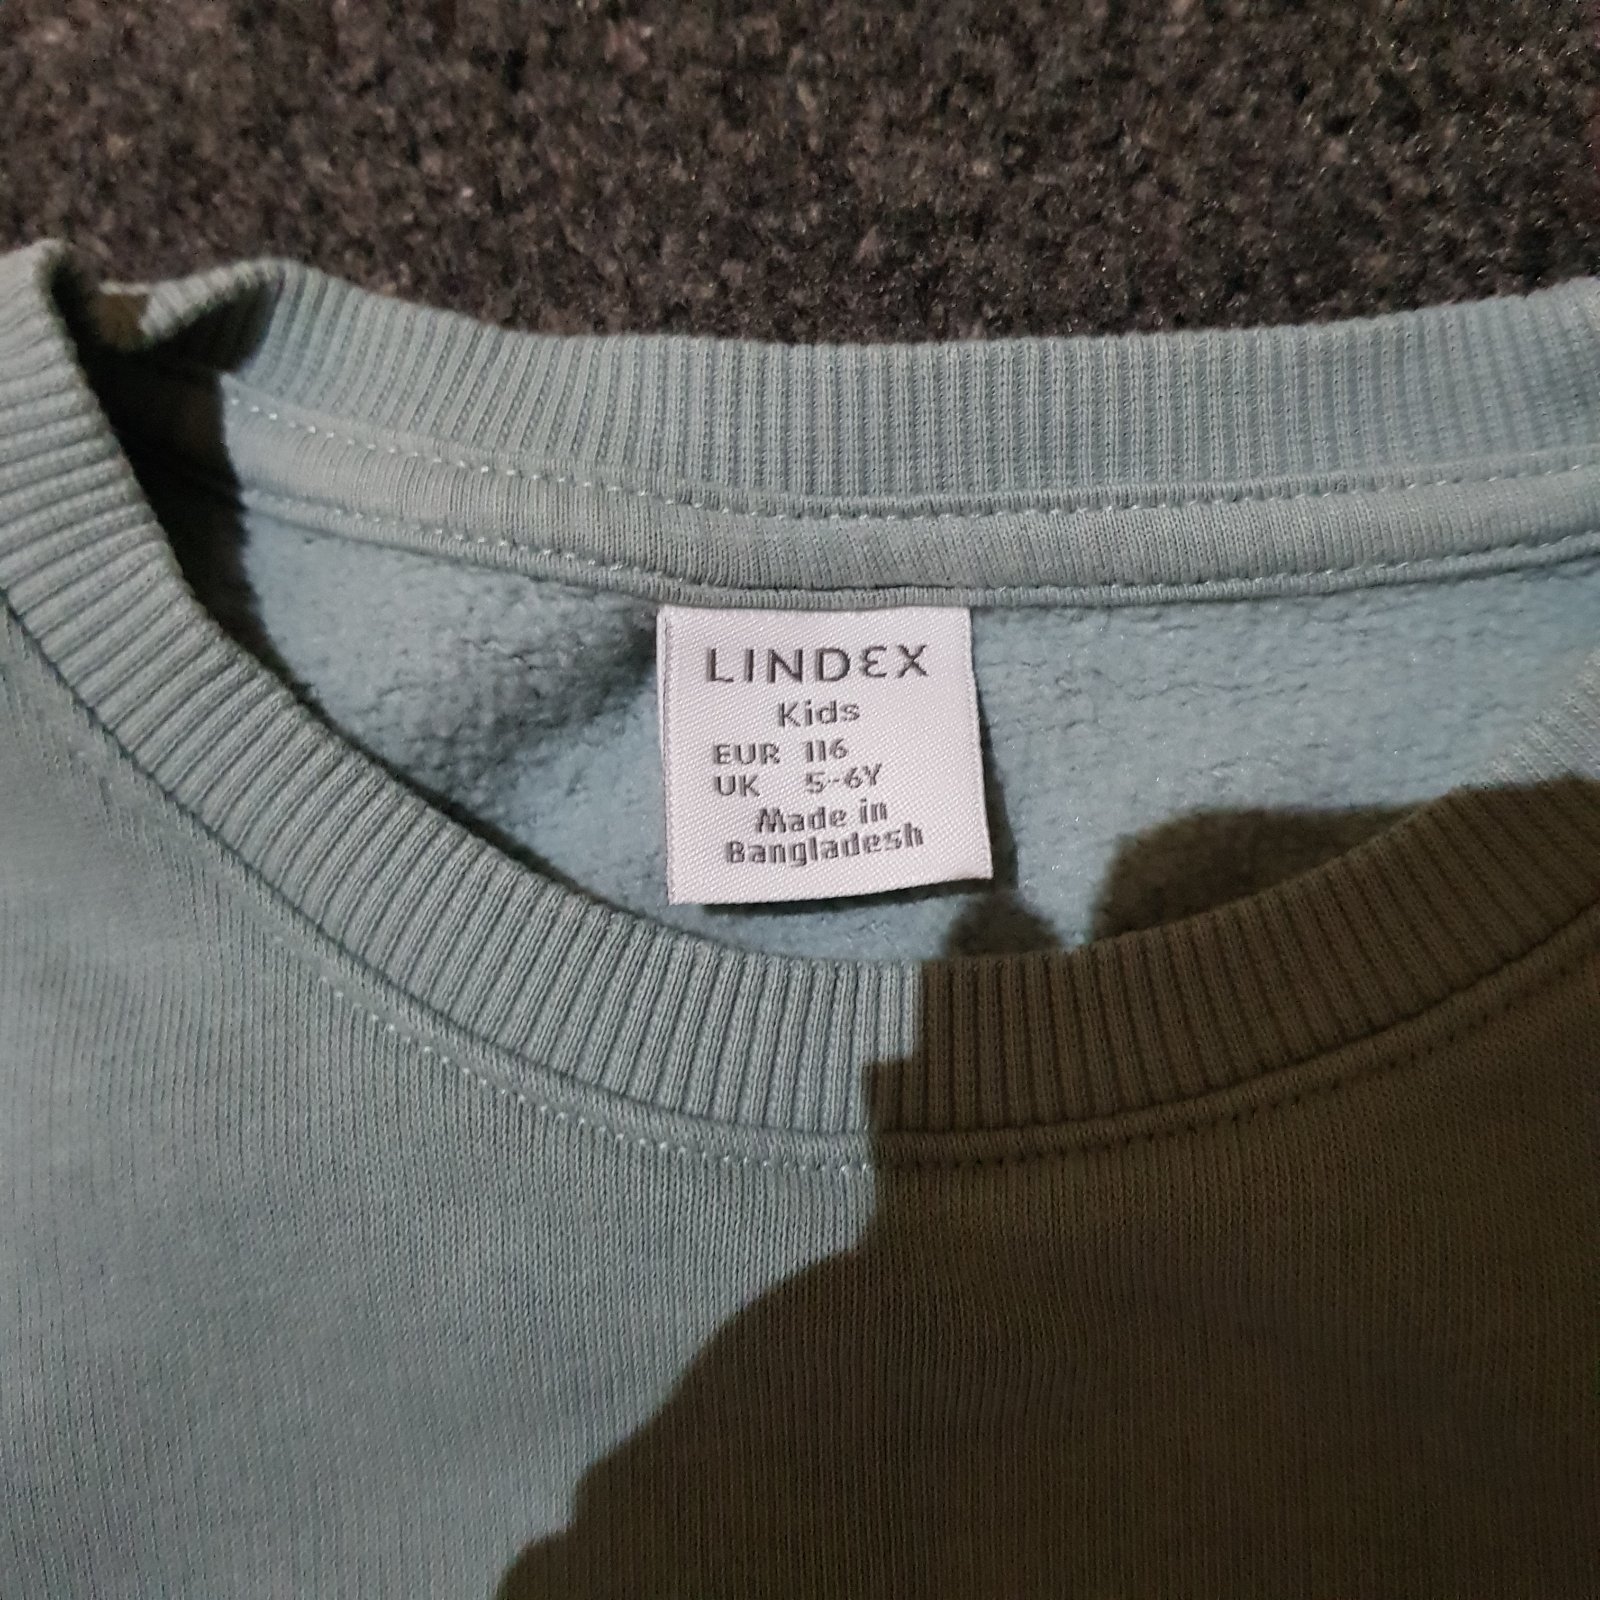 LINDEX
Kids
EUR 116
UK 5-6Y
Made in
Bangladesh